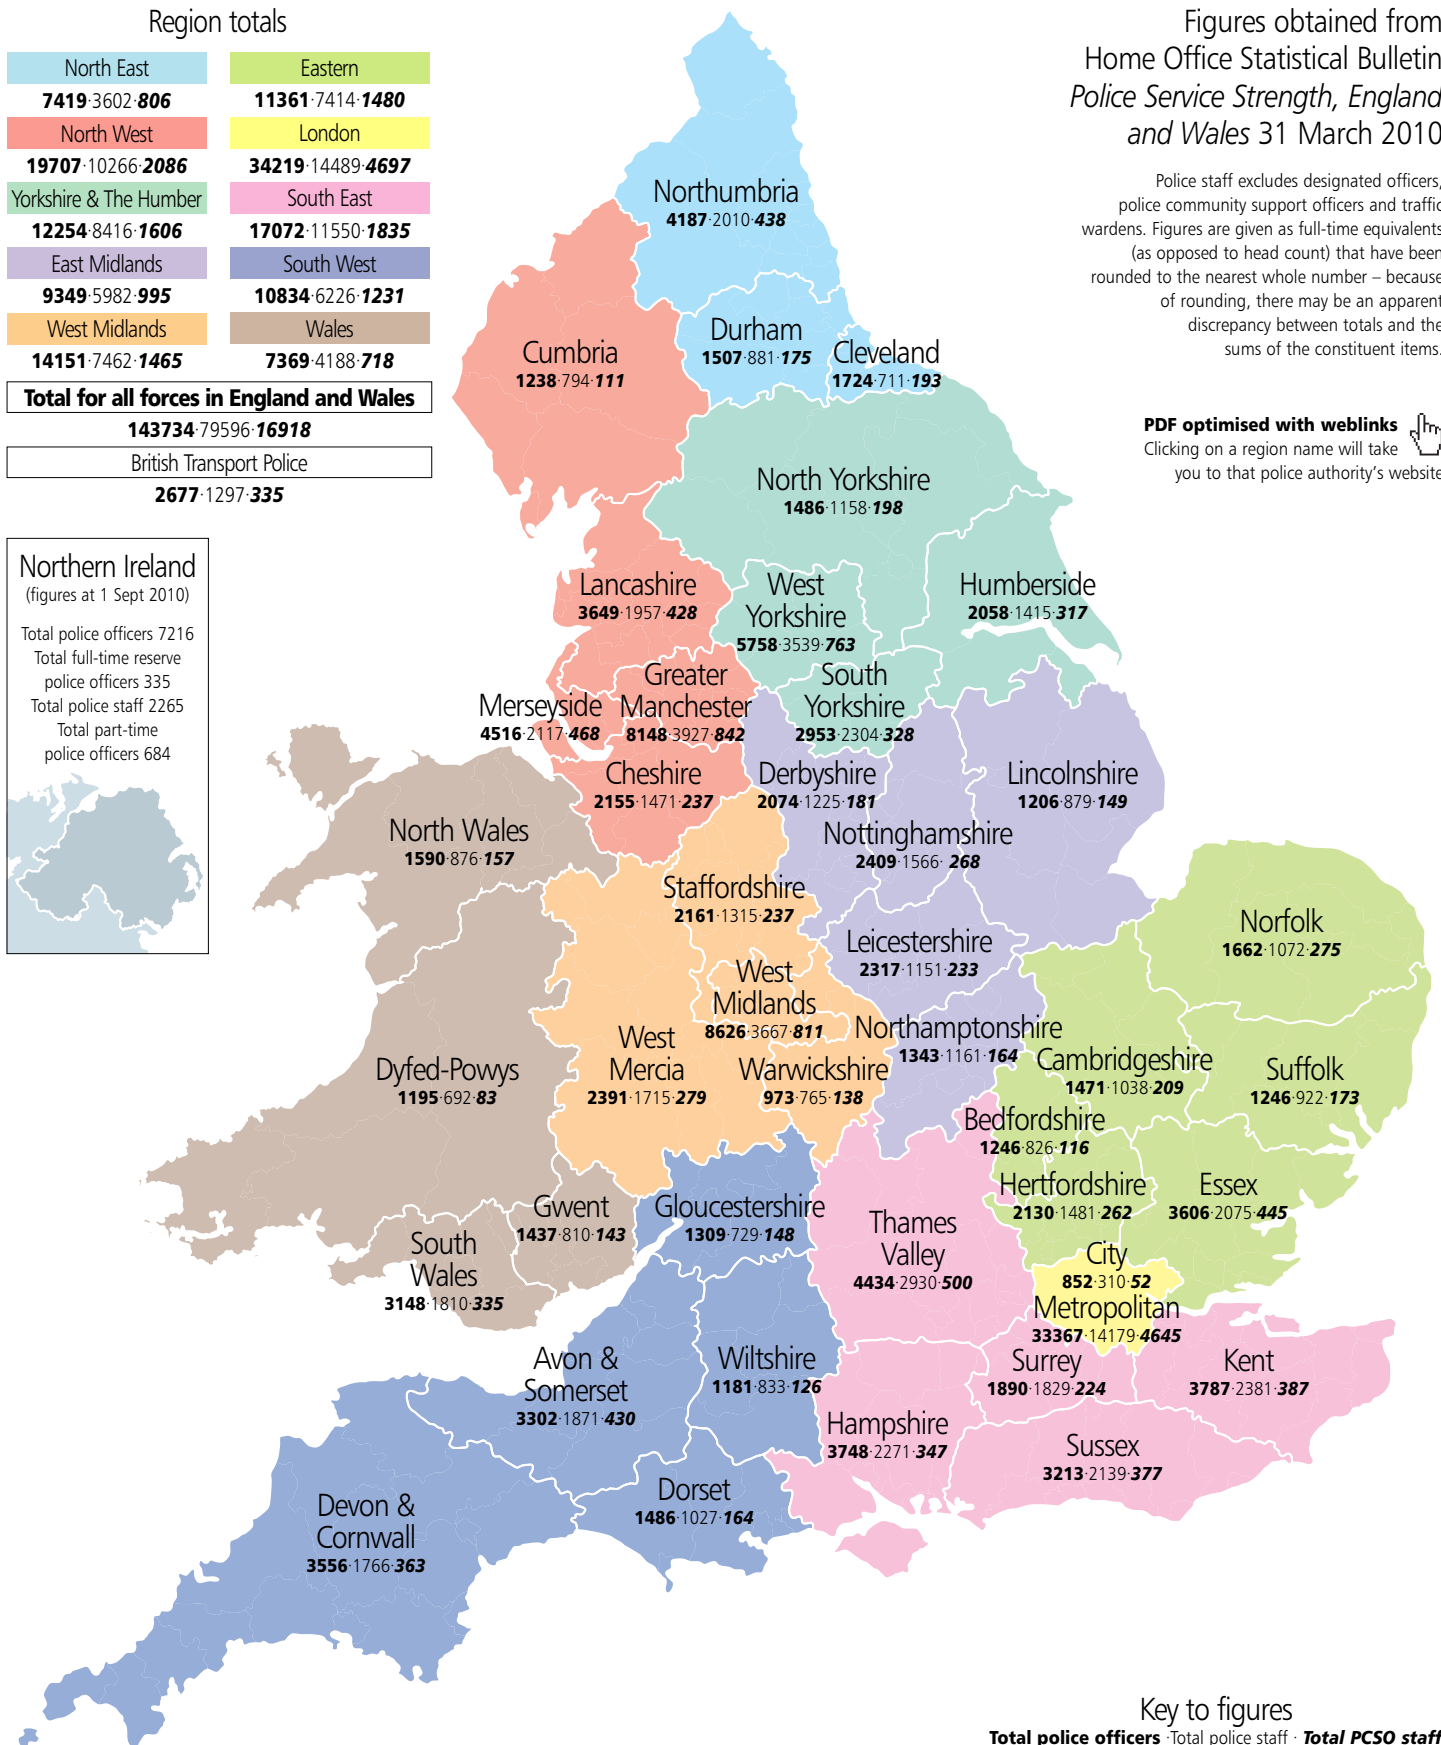 Region totals
North East
7419·3602·806
North West
19707·10266·2086
Yorkshire & The Humber
12254·8416·1606
East Midlands
9349·5982·995
West Midlands
14151·7462·1465
Eastern
11361·7414·1480
London
34219·14489·4697
South East
17072·11550·1835
South West
10834·6226·1231
Wales
7369·4188·718
Total for all forces in England and Wales
143734·79596·16918
British Transport Police
2677·1297·335
Figures obtained from
Home Office Statistical Bulletin
Police Service Strength, England
and Wales 31 March 2010
Police staff excludes designated officers,
police community support officers and traffic
wardens. Figures are given as full-time equivalents
(as opposed to head count) that have been
rounded to the nearest whole number – because
of rounding, there may be an apparent
discrepancy between totals and the
sums of the constituent items.
PDF optimised with weblinks
Clicking on a region name will take
you to that police authority's website
Northern Ireland
(figures at 1 Sept 2010)
Total police officers 7216
Total full-time reserve
police officers 335
Total police staff 2265
Total part-time
police officers 684
Northumbria
4187·2010·438
Durham
1507·881·175
Cleveland
1724·711·193
Cumbria
1238·794·111
North Yorkshire
1486·1158·198
Lancashire
3649·1957·428
West
Yorkshire
5758·3539·763
Humberside
2058·1415·317
Greater
Manchester
8148·3927·842
South
Yorkshire
2953·2304·328
Merseyside
4516·2117·468
Cheshire
2155·1471·237
Derbyshire
2074·1225·181
Lincolnshire
1206·879·149
North Wales
1590·876·157
Nottinghamshire
2409·1566· 268
Staffordshire
2161·1315·237
Leicestershire
2317·1151·233
Norfolk
1662·1072·275
West
Midlands
8626·3667·811
Northamptonshire
1343·1161·164
West
Mercia
2391·1715·279
Warwickshire
973·765·138
Cambridgeshire
1471·1038·209
Suffolk
1246·922·173
Dyfed-Powys
1195·692·83
Bedfordshire
1246·826·116
Hertfordshire
2130·1481·262
Essex
3606·2075·445
Gwent
1437·810·143
Gloucestershire
1309·729·148
Thames
Valley
4434·2930·500
South
Wales
3148·1810·335
City
852·310·52
Metropolitan
33367·14179·4645
Avon &
Somerset
3302·1871·430
Wiltshire
1181·833·126
Surrey
1890·1829·224
Kent
3787·2381·387
Hampshire
3748·2271·347
Sussex
3213·2139·377
Devon &
Cornwall
3556·1766·363
Dorset
1486·1027·164
Key to figures
Total police officers ·Total police staff · Total PCSO staff